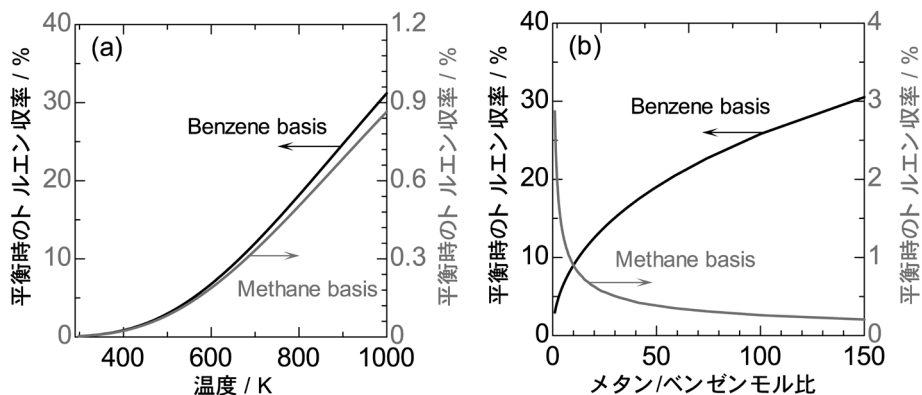 (a)
平衡時のトルエン収率 / %
40
30
20
10
0
Benzene basis
Methane basis
1.2
0.9
0.6
0.3
0
平衡時のトルエン収率 / %
400 600 800 1000
温度 / K
(b)
平衡時のトルエン収率 / %
40
30
20
10
0
Benzene basis
Methane basis
4
3
2
1
0
平衡時のトルエン収率 / %
0 50 100 150
メタン/ベンゼンモル比